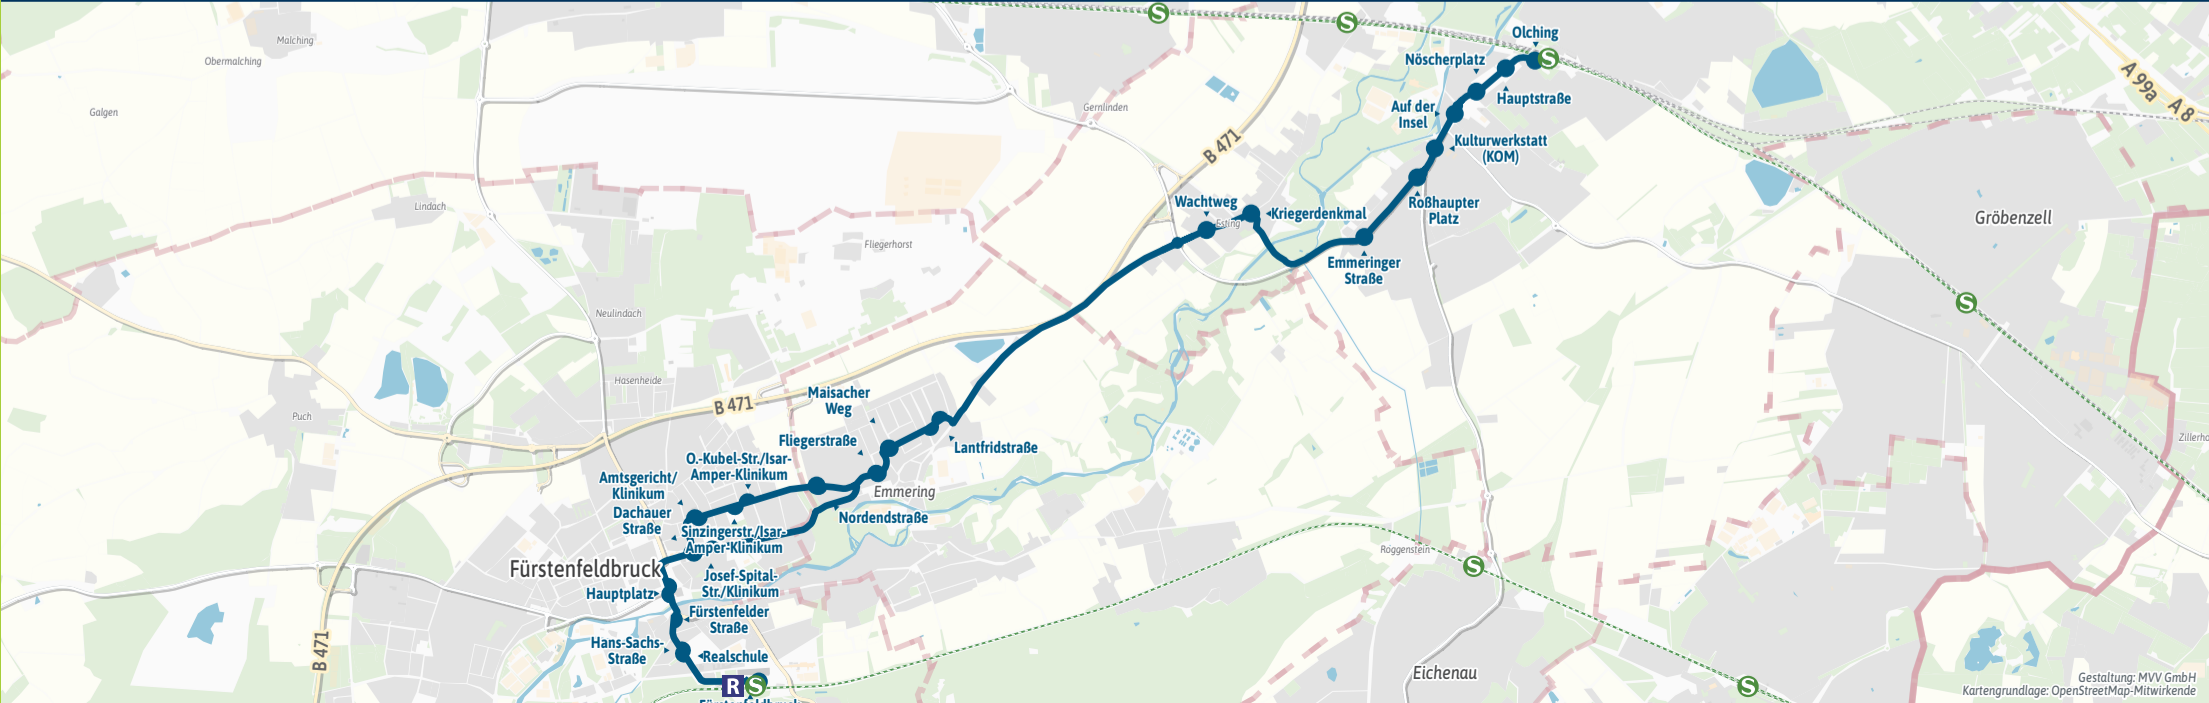 S
S
Olching
S
Malching
Obermalching
Nöscherplatz
A 99a
A 8
Galgen
Gernlinden
Auf der
Insel
Hauptstraße
B 471
Kulturwerkstatt
(KOM)
Lindach
Wachtweg
Esting
Kriegerdenkmal
Roßhaupter
Platz
Gröbenzell
Fliegerhorst
Emmeringer
Straße
S
Neulindach
Hasenheide
Maisacher
Weg
B 471
Puch
Fliegerstraße
Lantfridstraße
O.-Kubel-Str./Isar-
Amper-Klinikum
Amtsgericht/
Klinikum
Emmering
Dachauer
Straße
Nordendstraße
Sinzingerstr./Isar-
Amper-Klinikum
Roggenstein
S
Fürstenfeldbruck
Josef-Spital-
Str./Klinikum
Hauptplatz
Fürstenfelder
Straße
B 471
Hans-Sachs-
Straße
Realschule
Eichenau
R
S
S
Gestaltung: MVV GmbH
Kartengrundlage: OpenStreetMap-Mitwirkende